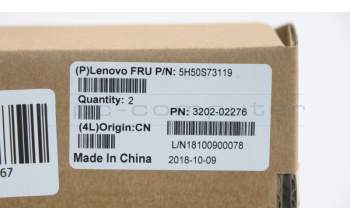 (P)Lenovo FRU P/N: 5H50S73119
Quantity: 2
PN: 3202-02276
(4L)Origin:CN
L/N18100900078
Made In China 2018-10-09
67